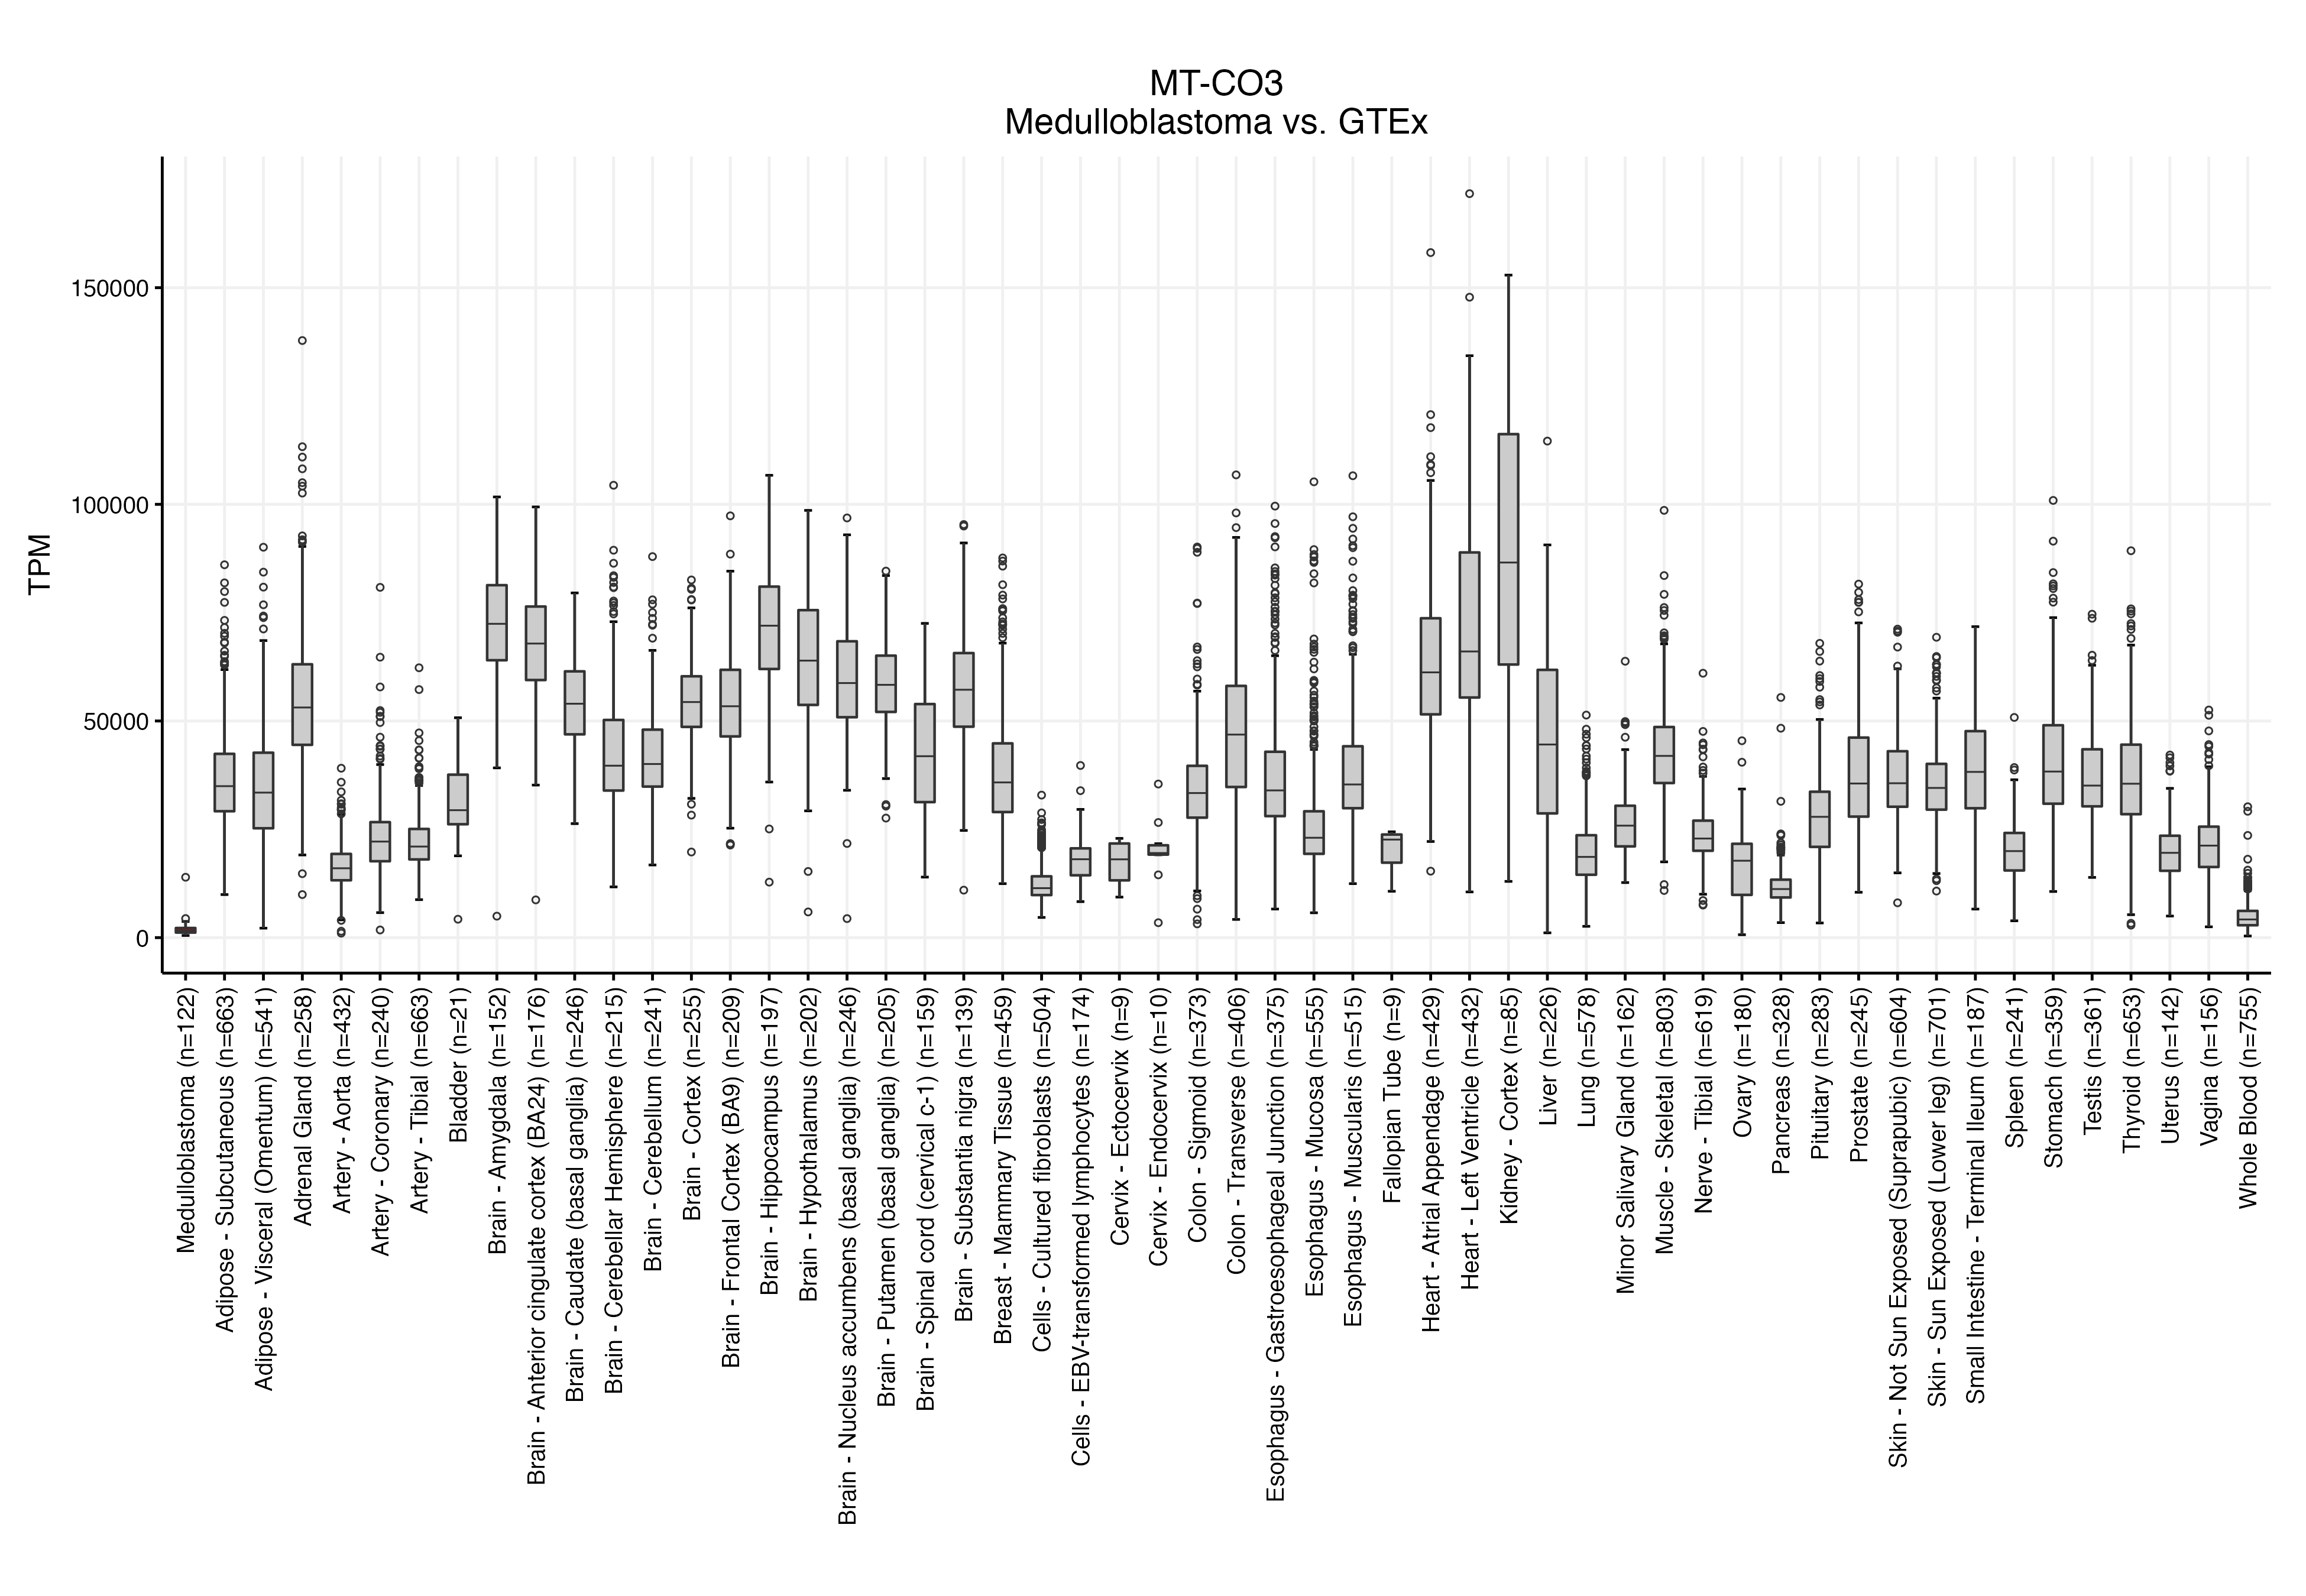 MT-CO3
Medulloblastoma vs. GTEx
TPM
150000
100000
50000
0
Medulloblastoma (n=122)
Adipose - Subcutaneous (n=663)
Adipose - Visceral (Omentum) (n=541)
Adrenal Gland (n=258)
Artery - Aorta (n=432)
Artery - Coronary (n=240)
Artery - Tibial (n=663)
Bladder (n=21)
Brain - Amygdala (n=152)
Brain - Anterior cingulate cortex (BA24) (n=176)
Brain - Caudate (basal ganglia) (n=246)
Brain - Cerebellar Hemisphere (n=215)
Brain - Cerebellum (n=241)
Brain - Cortex (n=255)
Brain - Frontal Cortex (BA9) (n=209)
Brain - Hippocampus (n=197)
Brain - Hypothalamus (n=202)
Brain - Nucleus accumbens (basal ganglia) (n=246)
Brain - Putamen (basal ganglia) (n=205)
Brain - Spinal cord (cervical c-1) (n=159)
Brain - Substantia nigra (n=139)
Breast - Mammary Tissue (n=459)
Cells - Cultured fibroblasts (n=504)
Cells - EBV-transformed lymphocytes (n=174)
Cervix - Ectocervix (n=9)
Cervix - Endocervix (n=10)
Colon - Sigmoid (n=373)
Colon - Transverse (n=406)
Esophagus - Gastroesophageal Junction (n=375)
Esophagus - Mucosa (n=555)
Esophagus - Muscularis (n=515)
Fallopian Tube (n=9)
Heart - Atrial Appendage (n=429)
Heart - Left Ventricle (n=432)
Kidney - Cortex (n=85)
Liver (n=226)
Lung (n=578)
Minor Salivary Gland (n=162)
Muscle - Skeletal (n=803)
Nerve - Tibial (n=619)
Ovary (n=180)
Pancreas (n=328)
Pituitary (n=283)
Prostate (n=245)
Skin - Not Sun Exposed (Suprapubic) (n=604)
Skin - Sun Exposed (Lower leg) (n=701)
Small Intestine - Terminal Ileum (n=187)
Spleen (n=241)
Stomach (n=359)
Testis (n=361)
Thyroid (n=653)
Uterus (n=142)
Vagina (n=156)
Whole Blood (n=755)